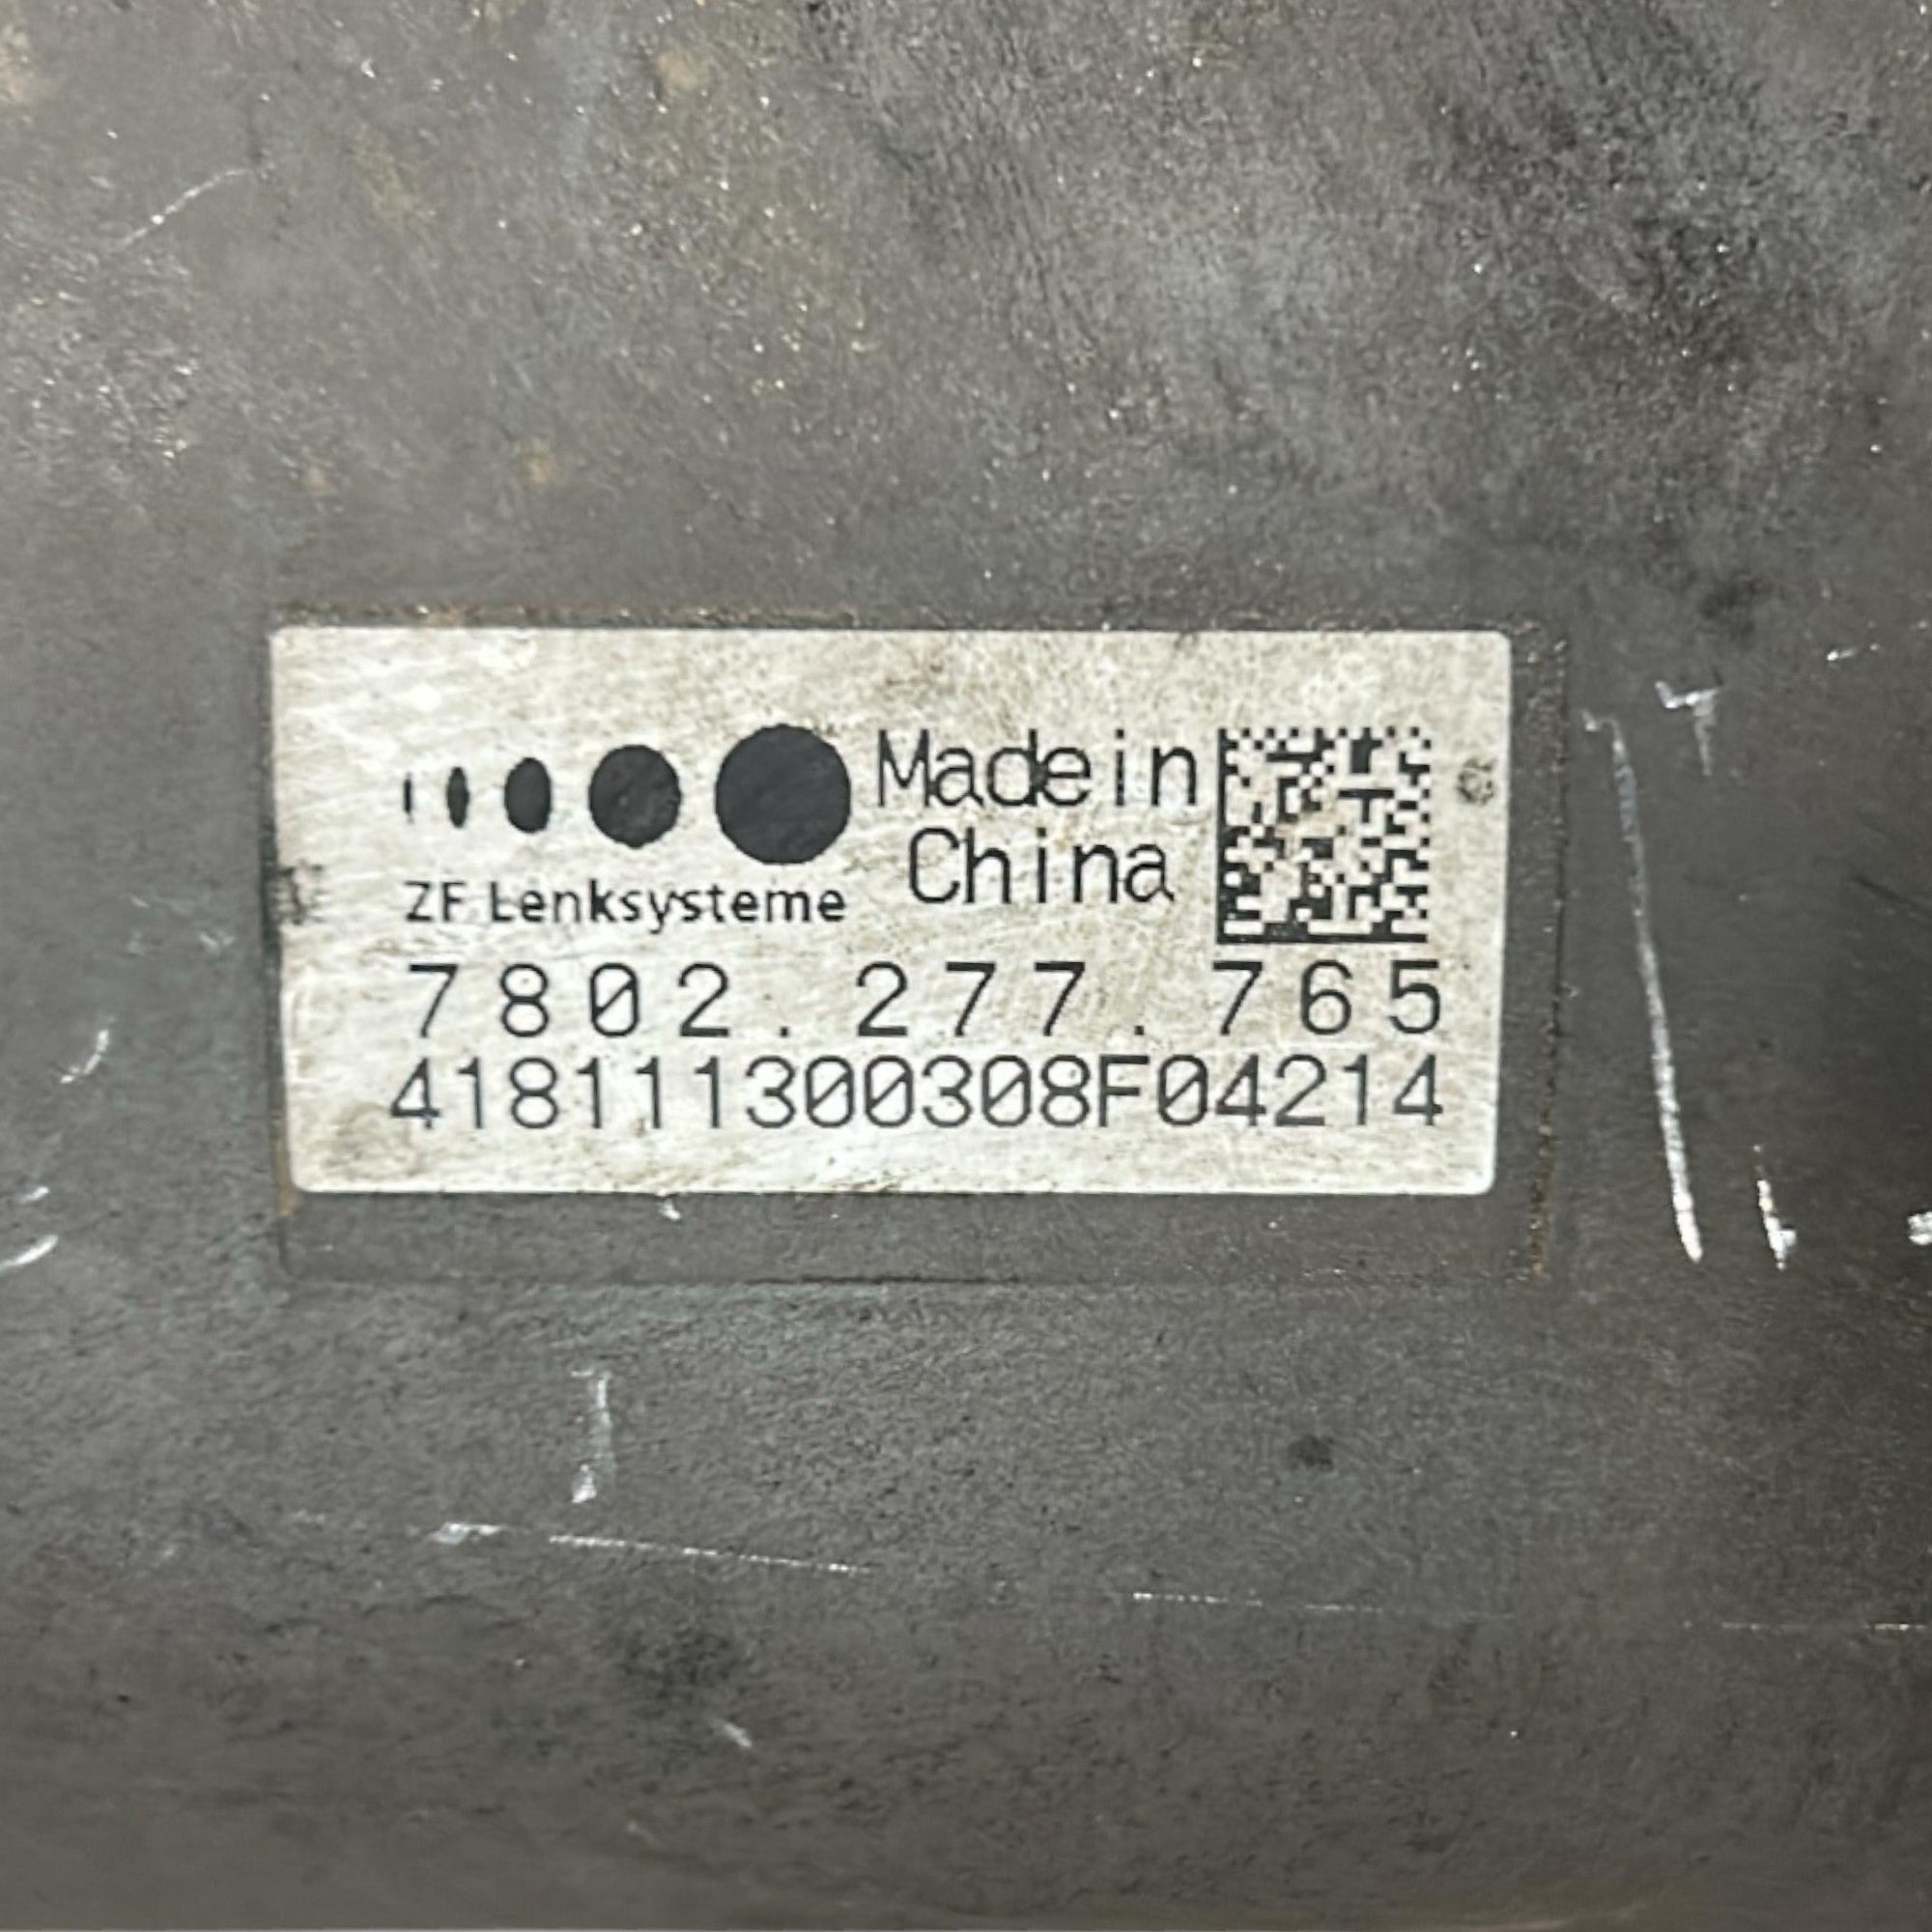 Made in
China
ZF Lenksysteme
7802.277.765
418111300308F04214